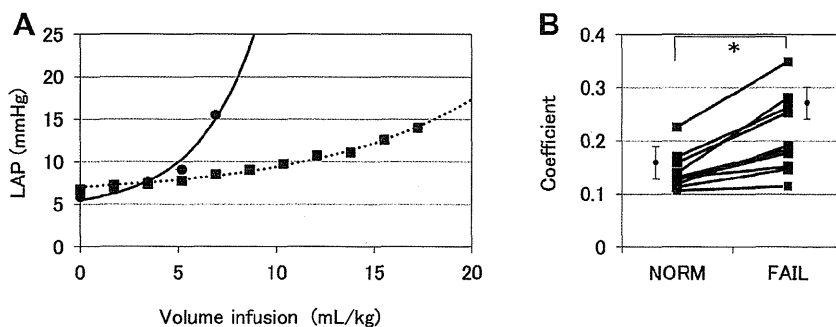 A
25
20
15
10
5
0
LAP (mmHg)
0 5 10 15 20
Volume infusion (mL/kg)
B
0.4
0.3
0.2
0.1
0
Coefficient
*
NORM FAIL